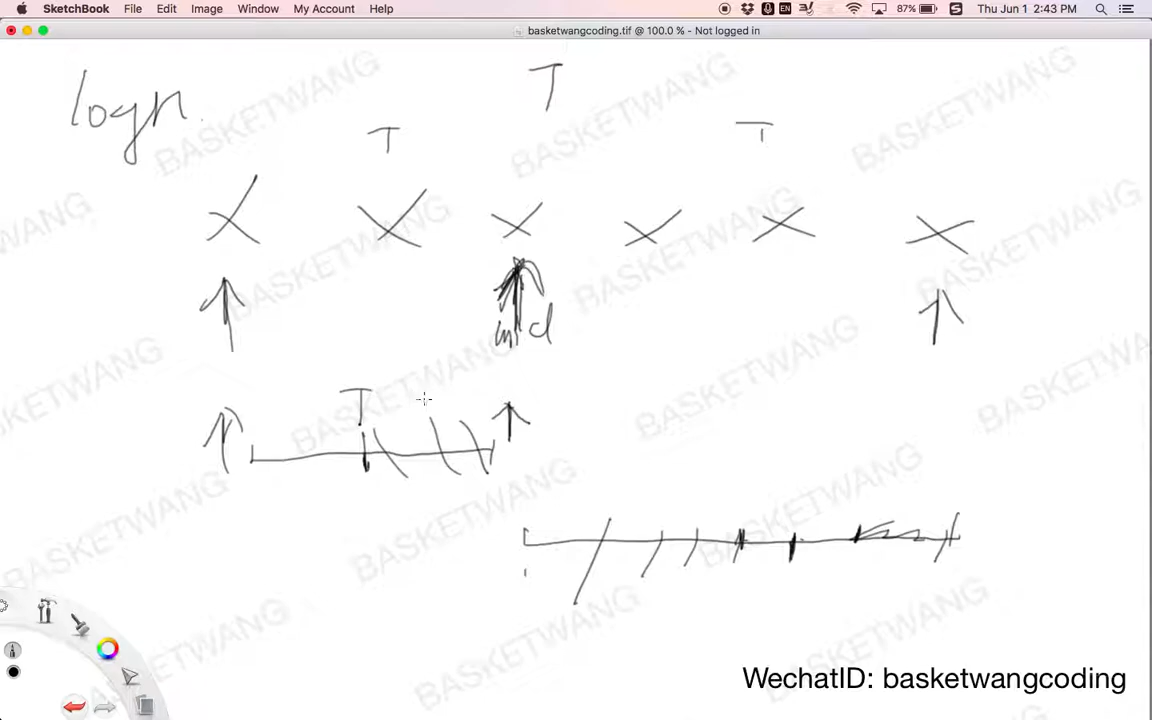 SketchBook File Edit Image Window My Account Help 87% Thu Jun 1 2:43 PM
basketwangcoding.tif @ 100.0 % - Not logged in
logn.
T
T
T
mid
T
WechatID: basketwangcoding
BASKETWANG